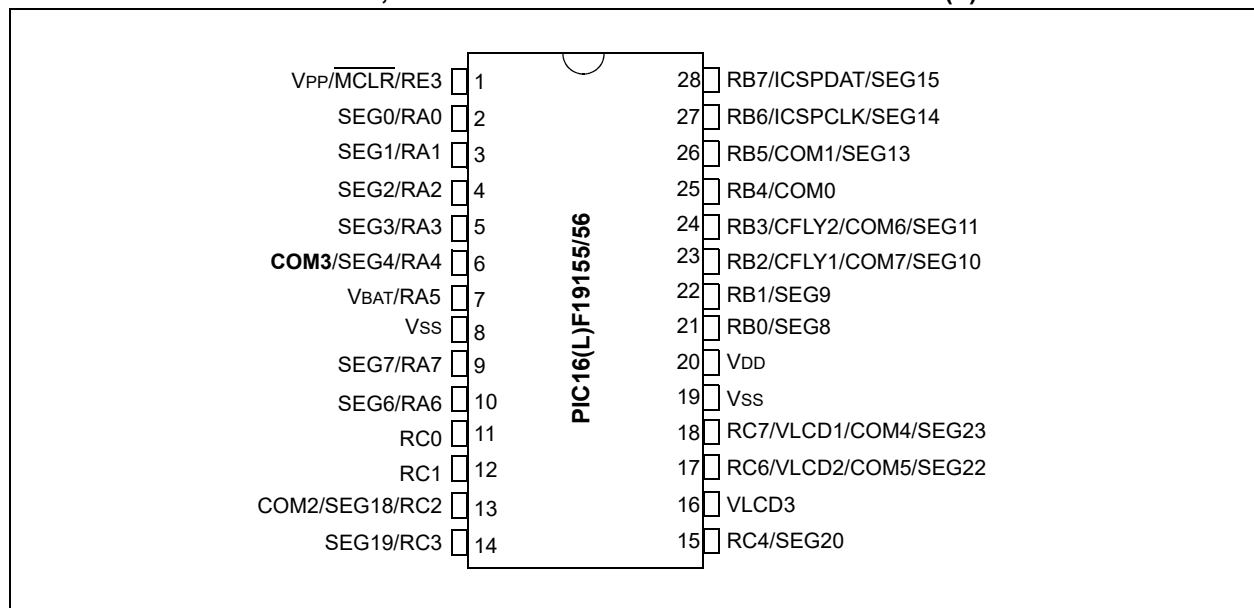 VPP/MCLR/RE3 1
SEG0/RA0 2
SEG1/RA1 3
SEG2/RA2 4
SEG3/RA3 5
COM3/SEG4/RA4 6
VBAT/RA5 7
VSS 8
SEG7/RA7 9
SEG6/RA6 10
RC0 11
RC1 12
COM2/SEG18/RC2 13
SEG19/RC3 14
PIC16(L)F19155/56
28 RB7/ICSPDAT/SEG15
27 RB6/ICSPCLK/SEG14
26 RB5/COM1/SEG13
25 RB4/COM0
24 RB3/CFLY2/COM6/SEG11
23 RB2/CFLY1/COM7/SEG10
22 RB1/SEG9
21 RB0/SEG8
20 VDD
19 VSS
18 RC7/VLCD1/COM4/SEG23
17 RC6/VLCD2/COM5/SEG22
16 VLCD3
15 RC4/SEG20